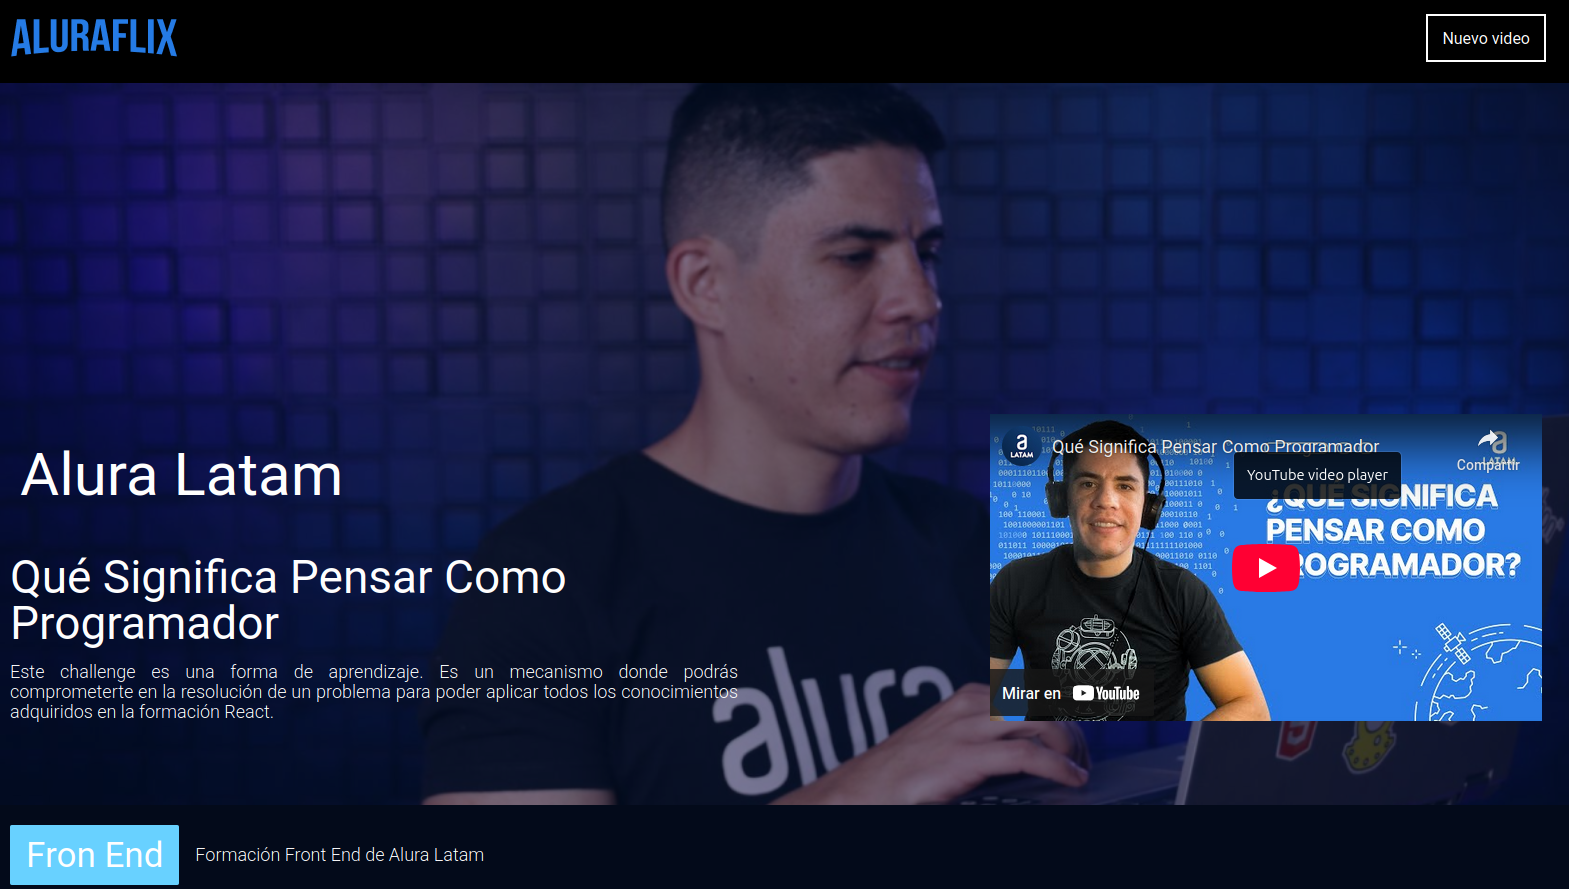 ALURAFLIX
Nuevo video
Alura Latam
Qué Significa Pensar Como
Programador
Este challenge es una forma de aprendizaje. Es un mecanismo donde podrás
comprometerte en la resolución de un problema para poder aplicar todos los conocimientos
adquiridos en la formación React.
alura
a
LATAM
Qué Significa Pensar Como Programador
Compartir
YouTube video player
¿QUÉ SIGNIFICA
PENSAR COMO
PROGRAMADOR?
Mirar en YouTube
Fron End
Formación Front End de Alura Latam